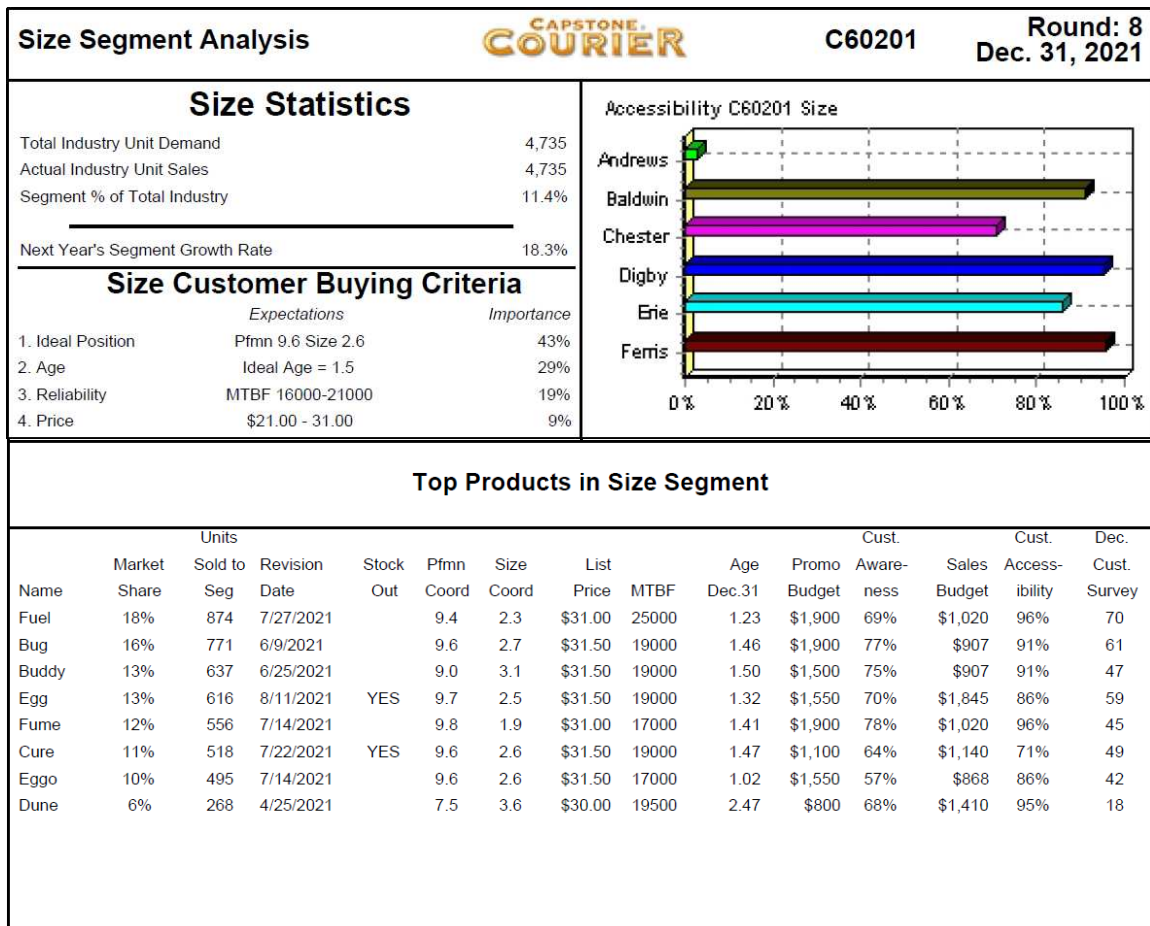 Size Segment Analysis
CAPSTONE
COURIER
C60201
Round: 8
Dec. 31, 2021
Size Statistics
Total Industry Unit Demand 4,735
Actual Industry Unit Sales 4,735
Segment % of Total Industry 11.4%
Next Year's Segment Growth Rate 18.3%
Size Customer Buying Criteria
Expectations Importance
1. Ideal Position Pfmn 9.6 Size 2.6 43%
2. Age Ideal Age = 1.5 29%
3. Reliability MTBF 16000-21000 19%
4. Price $21.00 - 31.00 9%
Accessibility C60201 Size
Andrews
Baldwin
Chester
Digby
Erie
Ferris
0% 20% 40% 60% 80% 100%
Top Products in Size Segment
Units Cust. Cust. Dec.
Market Sold to Revision Stock Pfmn Size List Age Promo Aware- Sales Access- Cust.
Name Share Seg Date Out Coord Coord Price MTBF Dec.31 Budget ness Budget ibility Survey
Fuel 18% 874 7/27/2021 9.4 2.3 $31.00 25000 1.23 $1,900 69% $1,020 96% 70
Bug 16% 771 6/9/2021 9.6 2.7 $31.50 19000 1.46 $1,900 77% $907 91% 61
Buddy 13% 637 6/25/2021 9.0 3.1 $31.50 19000 1.50 $1,500 75% $907 91% 47
Egg 13% 616 8/11/2021 YES 9.7 2.5 $31.50 19000 1.32 $1,550 70% $1,845 86% 59
Fume 12% 556 7/14/2021 9.8 1.9 $31.00 17000 1.41 $1,900 78% $1,020 96% 45
Cure 11% 518 7/22/2021 YES 9.6 2.6 $31.50 19000 1.47 $1,100 64% $1,140 71% 49
Eggo 10% 495 7/14/2021 9.6 2.6 $31.50 17000 1.02 $1,550 57% $868 86% 42
Dune 6% 268 4/25/2021 7.5 3.6 $30.00 19500 2.47 $800 68% $1,410 95% 18